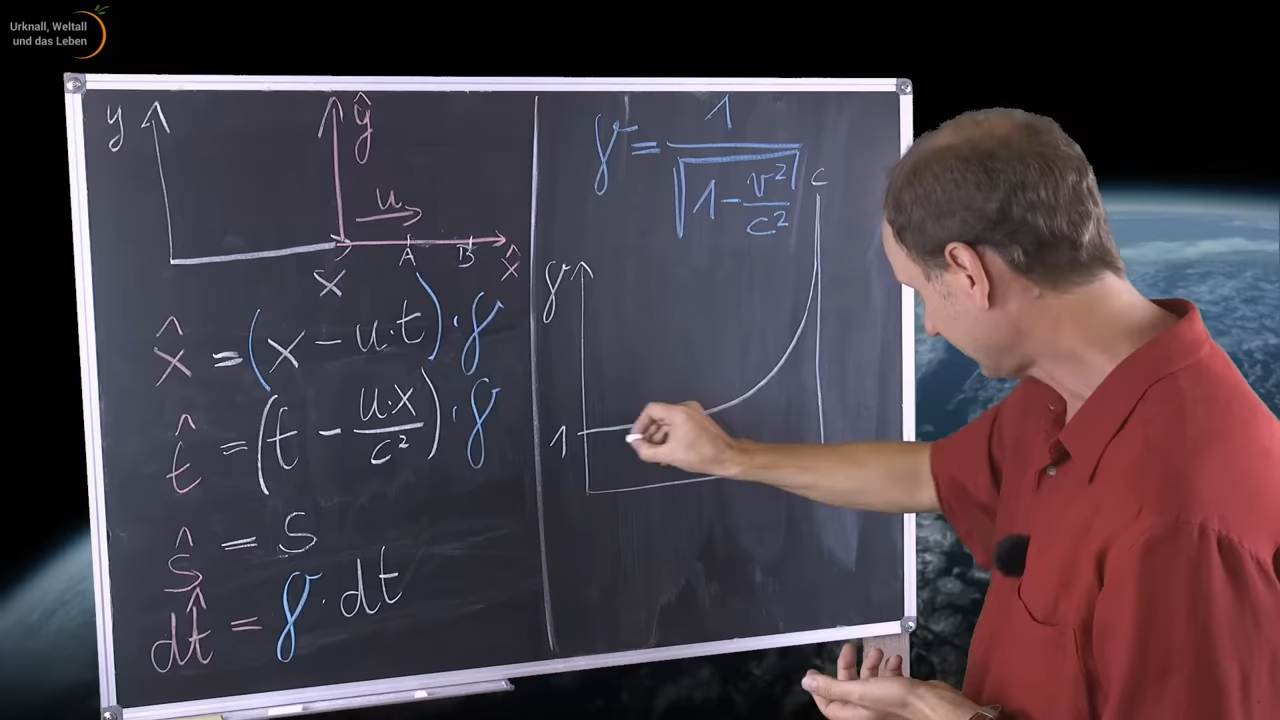 Urknall, Weltall
und das Leben
y ŷ
u
A B
x x̂
x̂ = (x - u·t)·γ
t̂ = (t - u·x/c²)·γ
ŝ = s
dt̂ = γ·dt
γ = 1/√(1 - v²/c²)
c
γ
1